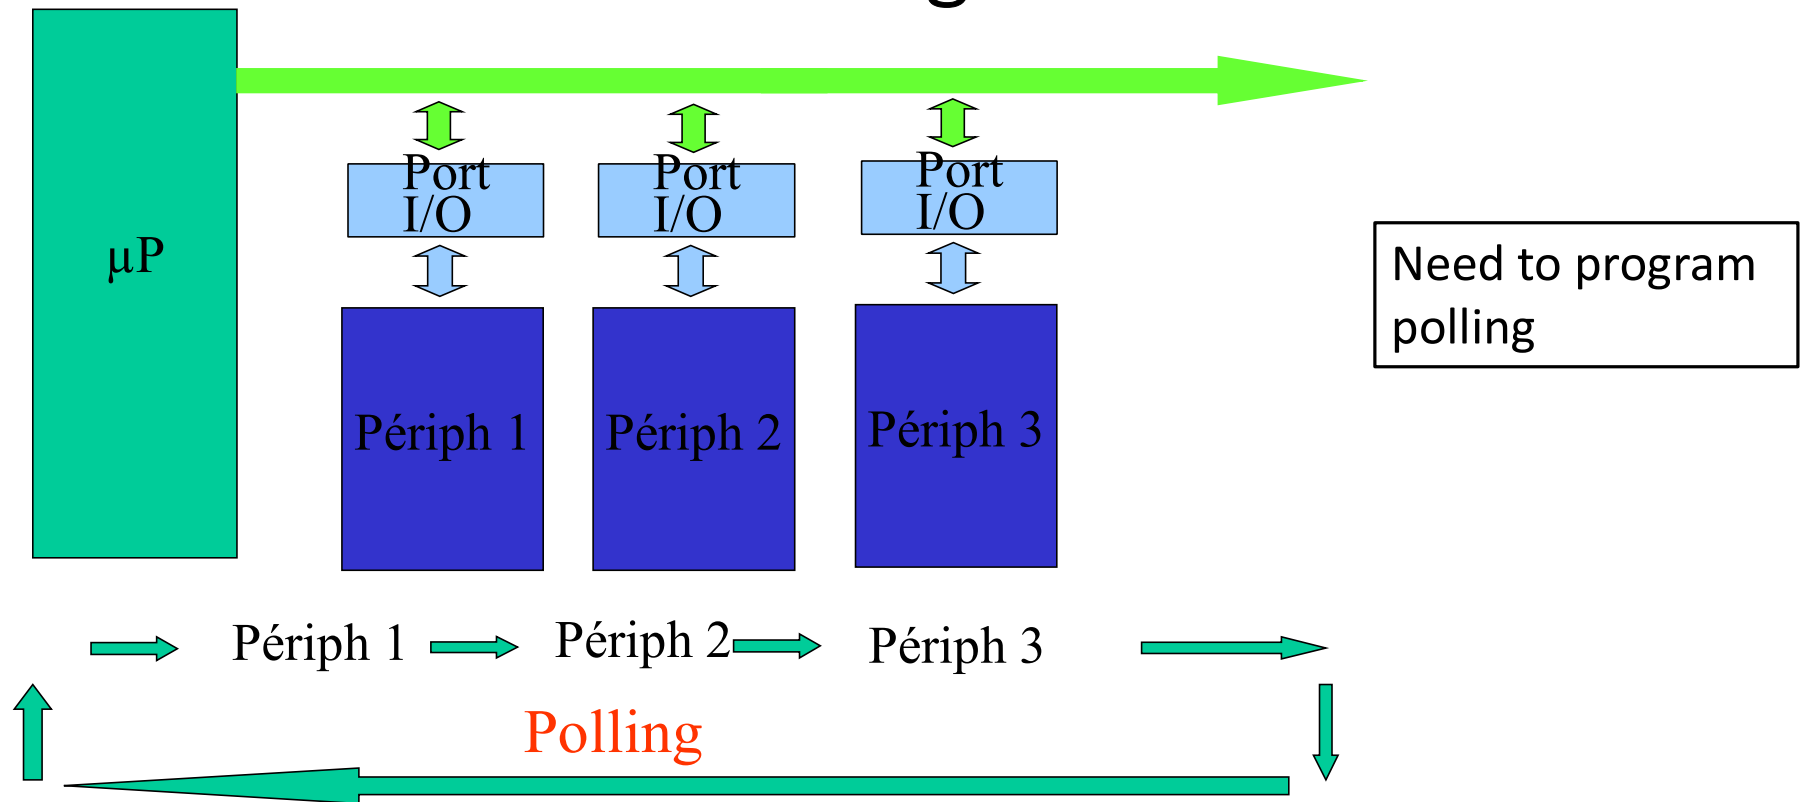 µP
Port
I/O
Port
I/O
Port
I/O
Need to program
polling
Périph 1
Périph 2
Périph 3
Périph 1
Périph 2
Périph 3
Polling